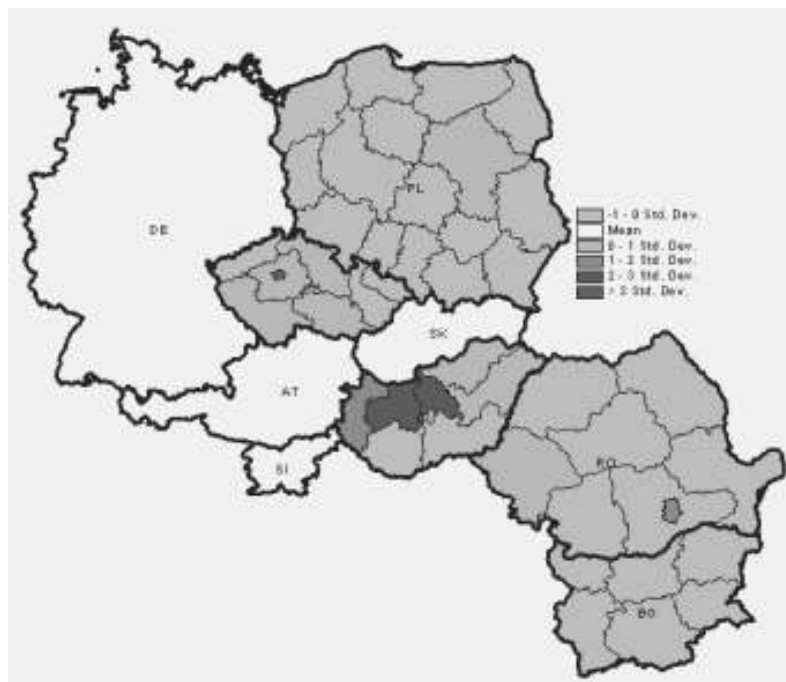 DE
PL
SK
AT
SI
RO
-1 - 0 Std. Dev.
Mean
0 - 1 Std. Dev.
1 - 2 Std. Dev.
2 - 3 Std. Dev.
> 3 Std. Dev.